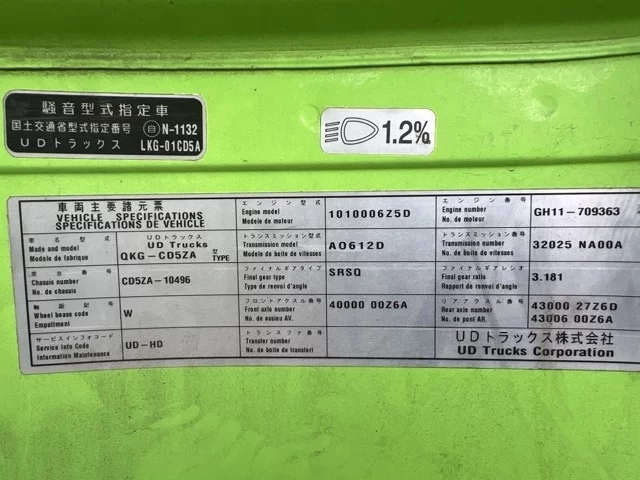 騒音型式指定車
国土交通省型式指定番号 自 N-1132
UDトラックス LKG-01CD5A
1.2%
車両主要諸元票
VEHICLE SPECIFICATIONS
SPECIFICATIONS DE VEHICLE
エンジン型式
Engine model
Modele de moteur
1010006Z5D
エンジン番号
Engine number
No. de moteur
GH11-709363
車名型式
Made and model
Modele de fabrique
UDトラックス
UD Trucks
QKG-CD5ZA 型 TYPE
トランスミッション型式
Transmission model
Modele de boite de vitesses
AO612D
トランスミッション番号
Transmission number
No. de boite de vitesses
32025 NA00A
車台番号
Chassis number
No. de chassis
CD5ZA-10496
ファイナルギアタイプ
Final gear type
Type de renvoi d'angle
SRSQ
ファイナルギアレシオ
Final gear ratio
Rapport de renvoi d'angle
3.181
軸距記号
Wheel base code
Empattment
W
フロントアクスル番号
Front axle number
No. de essieu AV.
40000 00Z6A
リアアクスル番号
Rear axle number
No. de pont AR.
43000 27Z6D
43006 00Z6A
サービスインフォコード
Service Info Code
Information Maintenance
UD-HD
トランスファ番号
Transfer number
No. de boite de transfert
UDトラックス株式会社
UD Trucks Corporation